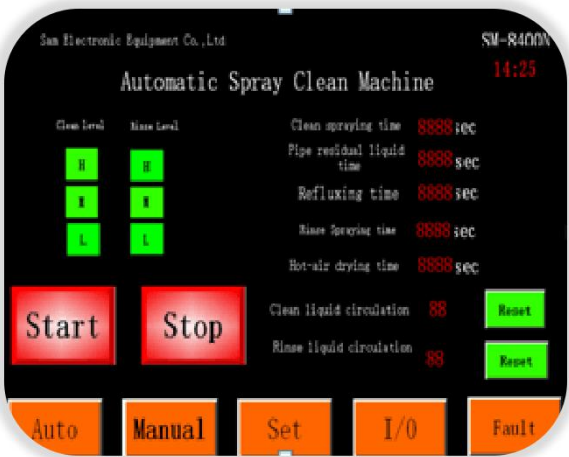 Sam Electronic Equipment Co.,Ltd
SM-8400N
14:25
Automatic Spray Clean Machine
Clean Level
Rinse Level
H
H
M
M
L
L
Clean spraying time 8888 sec
Pipe residual liquid
time 8888 sec
Refluxing time 8888 sec
Rinse Spraying time 8888 sec
Hot-air drying time 8888 sec
Clean liquid circulation 88 Reset
Rinse liquid circulation 88 Reset
Start
Stop
Auto
Manual
Set
I/O
Fault